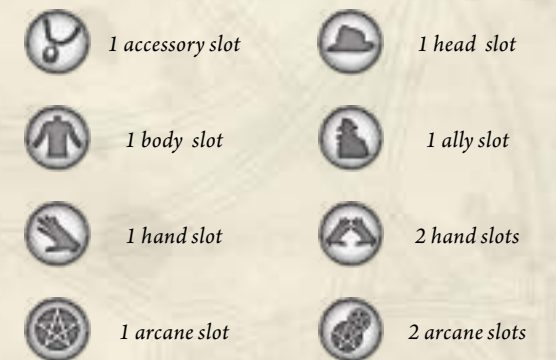 1 accessory slot
1 head slot
1 body slot
1 ally slot
1 hand slot
2 hand slots
1 arcane slot
2 arcane slots